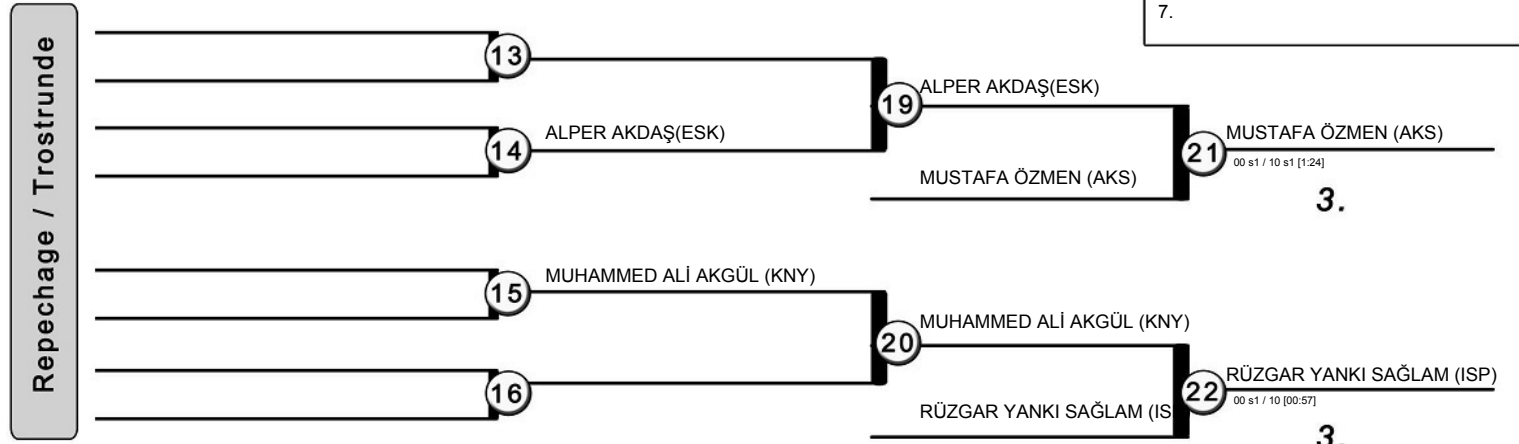 7.
Repechage / Trostrunde
13
ALPER AKDAŞ(ESK)
19
ALPER AKDAŞ(ESK)
14
MUSTAFA ÖZMEN (AKS)
21
MUSTAFA ÖZMEN (AKS)
00 s1 / 10 s1 [1:24]
3.
MUHAMMED ALİ AKGÜL (KNY)
15
MUHAMMED ALİ AKGÜL (KNY)
20
RÜZGAR YANKI SAĞLAM (ISP)
22
00 s1 / 10 [00:57]
16
RÜZGAR YANKI SAĞLAM (IS
3.